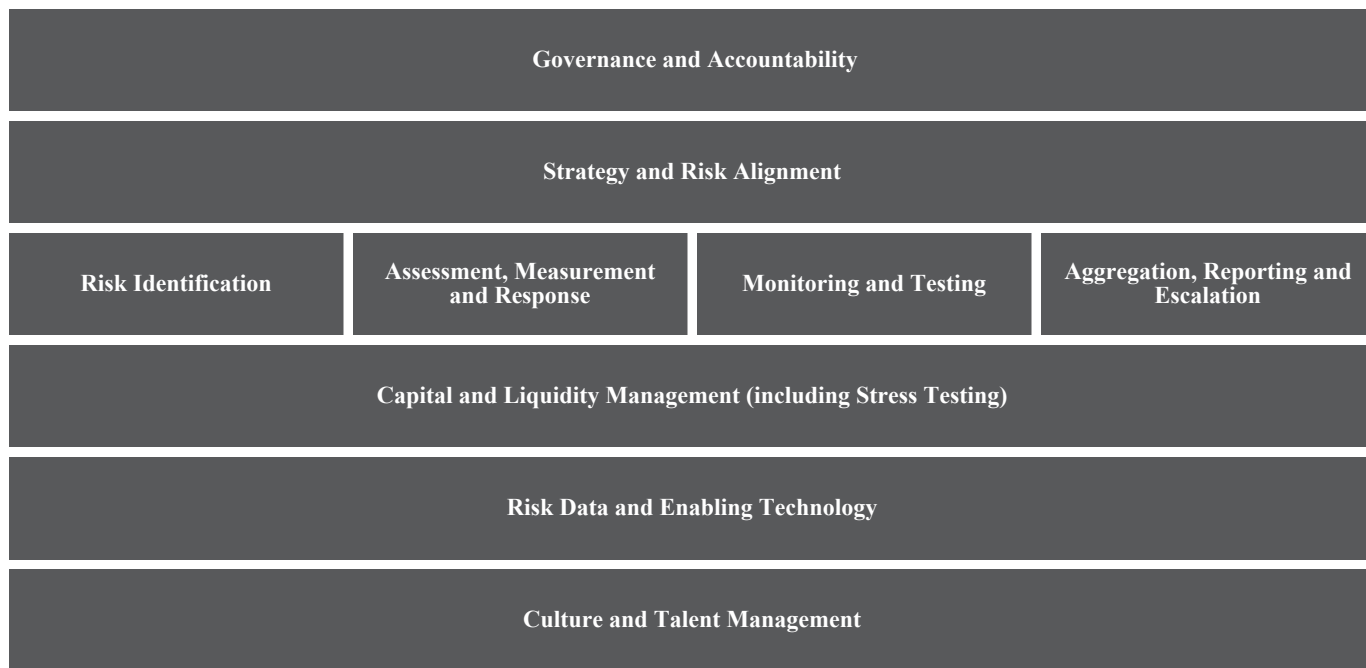 Governance and Accountability
Strategy and Risk Alignment
Risk Identification
Assessment, Measurement
and Response
Monitoring and Testing
Aggregation, Reporting and
Escalation
Capital and Liquidity Management (including Stress Testing)
Risk Data and Enabling Technology
Culture and Talent Management